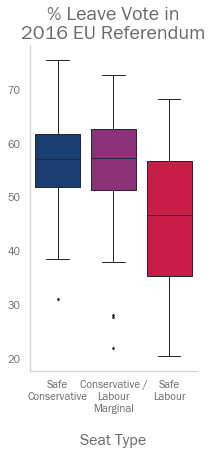 % Leave Vote in
2016 EU Referendum
70
60
50
40
30
20
Safe
Conservative
Conservative /
Labour
Marginal
Safe
Labour
Seat Type